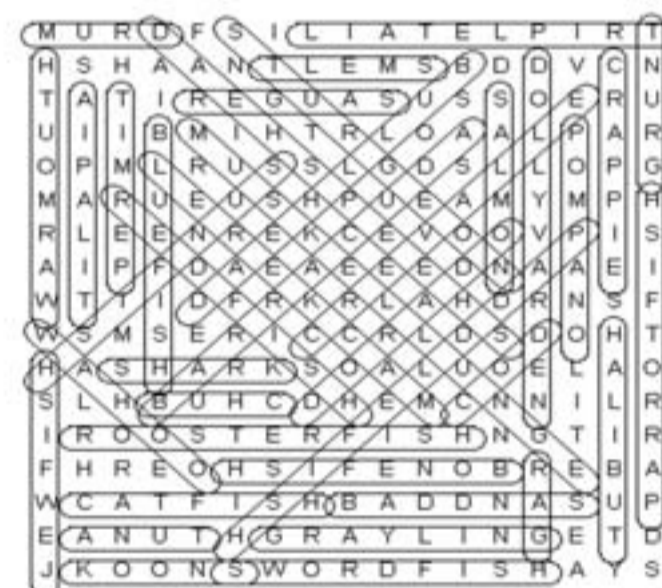 M U R D F S I L I A T E L P I R T
H S H A A N T L E M S B D D V C N
T A T I R E G U A S U S S O E R U
U I I B M I H T R L O A A L P A R
O P M L R U S S L G D S L L O P G
M A R U E U S H P U E A M Y M P H
R L E E N R E K C E V O O V P I S
A I P F D A E A E E E D N A A E I
W T T I D F R K R L A H D R N S F
W S M S E R I C C R L D S D O H T
H A S H A R K S O A L U O E L A O
S L H B U H C D H E M C N N I L R
I R O O S T E R F I S H N G T I R
F H R E O H S I F E N O B R E B A
W C A T F I S H B A D D N A S U P
E A N U T H G R A Y L I N G E T D
J K O O N S W O R D F I S H A Y S